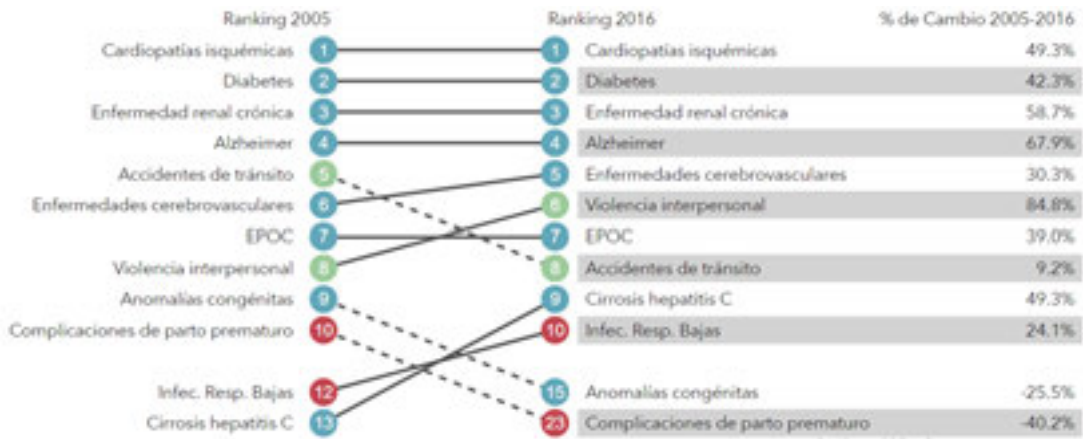 Ranking 2005 Ranking 2016 % de Cambio 2005-2016
Cardiopatías isquémicas 1 1 Cardiopatías isquémicas 49.3%
Diabetes 2 2 Diabetes 42.3%
Enfermedad renal crónica 3 3 Enfermedad renal crónica 58.7%
Alzheimer 4 4 Alzheimer 67.9%
Accidentes de tránsito 5 5 Enfermedades cerebrovasculares 30.3%
Enfermedades cerebrovasculares 6 6 Violencia interpersonal 84.8%
EPOC 7 7 EPOC 39.0%
Violencia interpersonal 8 8 Accidentes de tránsito 9.2%
Anomalías congénitas 9 9 Cirrosis hepatitis C 49.3%
Complicaciones de parto prematuro 10 10 Infec. Resp. Bajas 24.1%
Infec. Resp. Bajas 12 15 Anomalías congénitas -25.5%
Cirrosis hepatitis C 13 23 Complicaciones de parto prematuro -40.2%